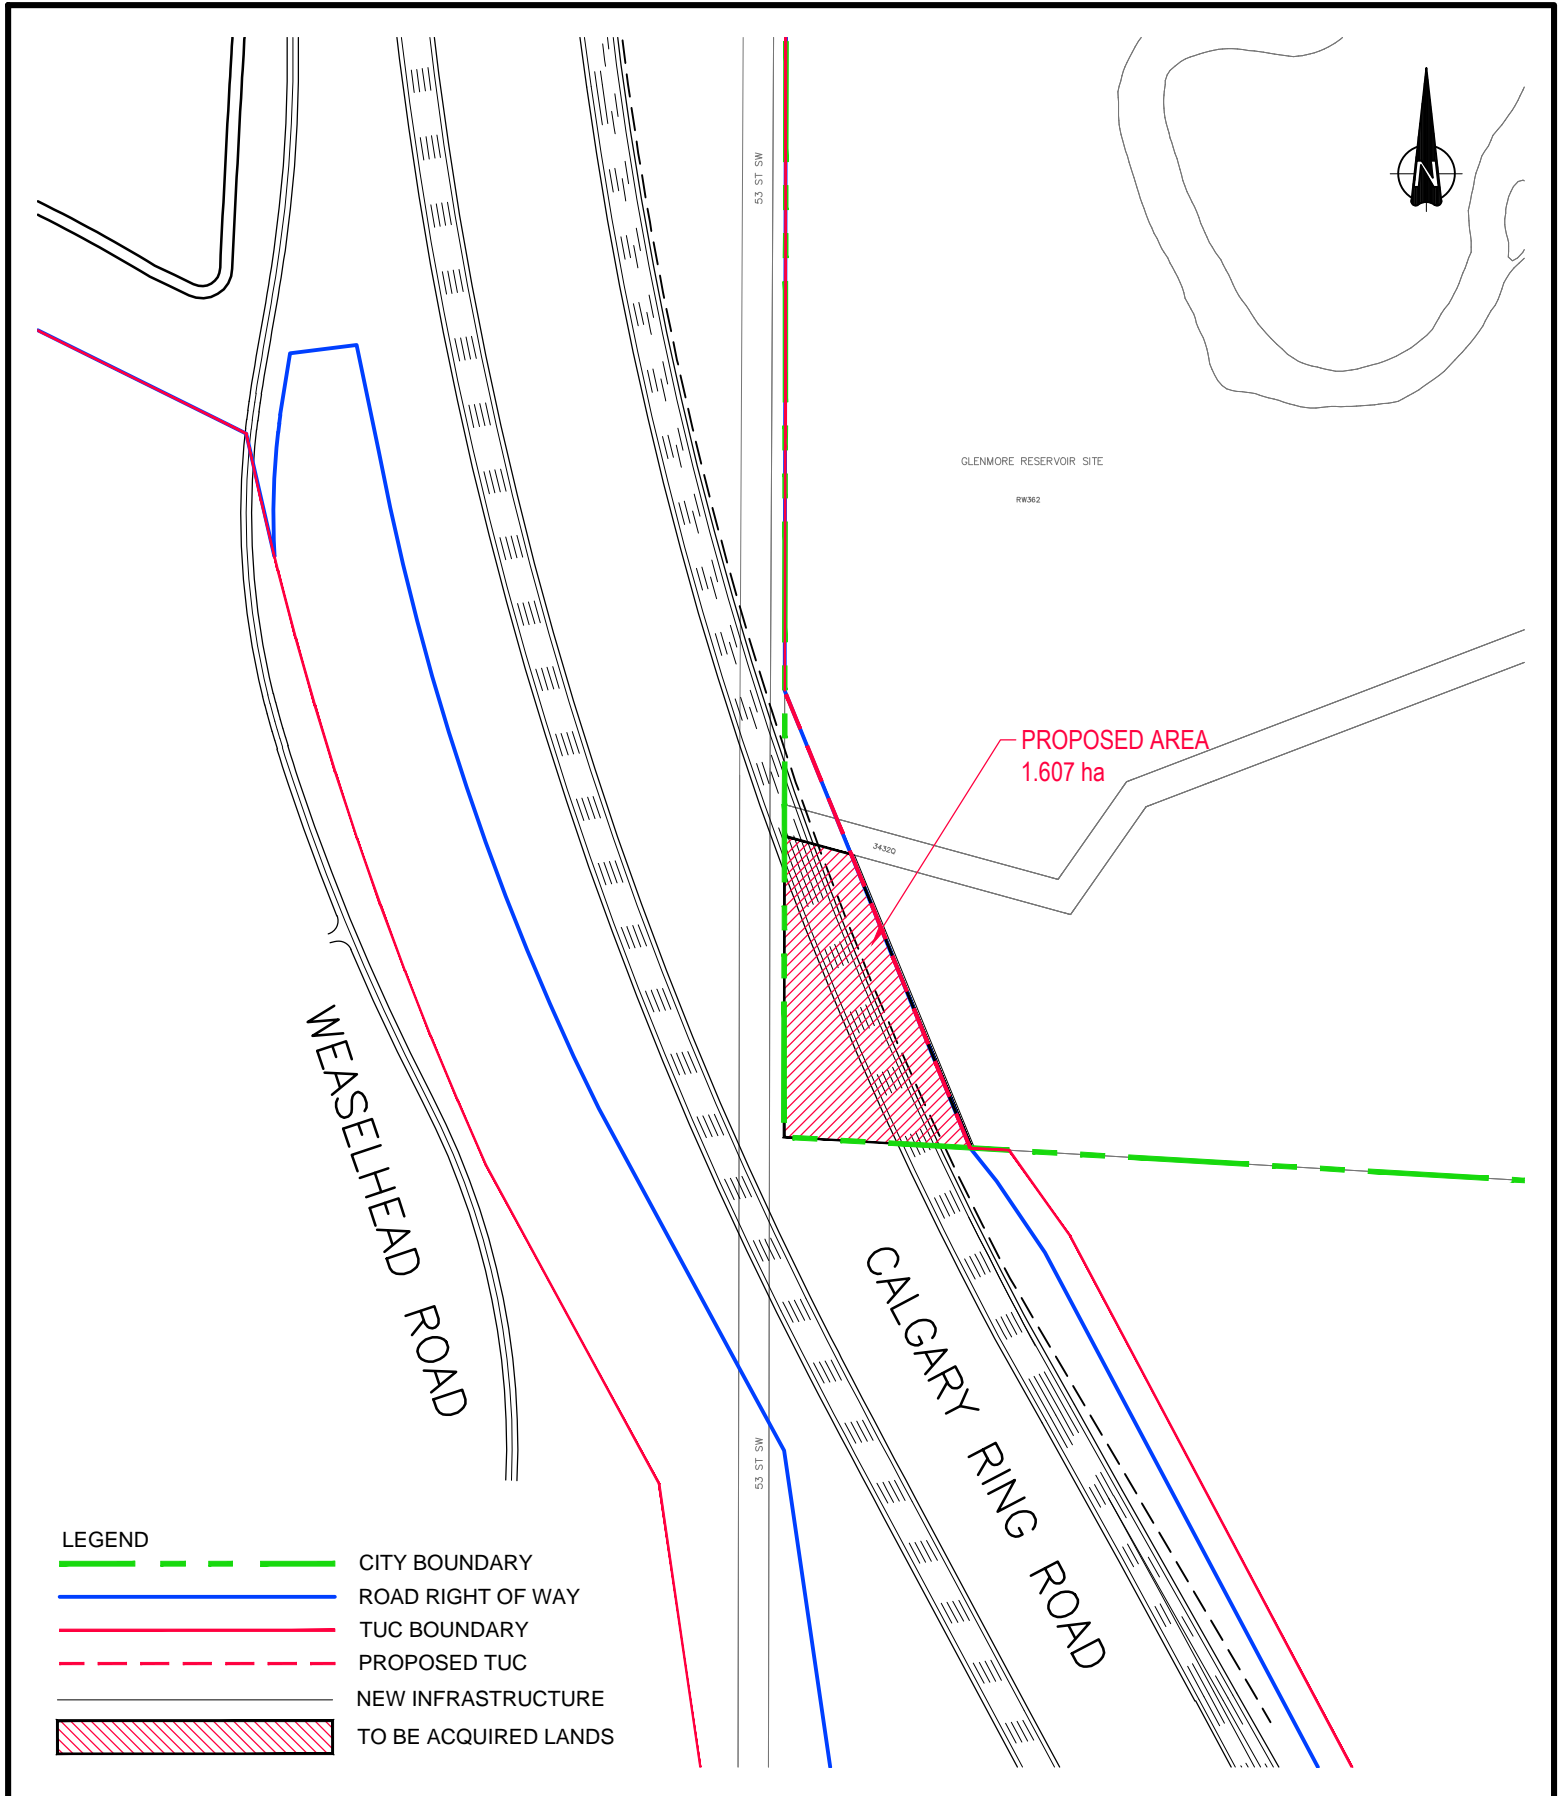 53 ST SW
N
GLENMORE RESERVOIR SITE
RW362
PROPOSED AREA
1.607 ha
3432Q
WEASELHEAD ROAD
CALGARY RING ROAD
53 ST SW
LEGEND
CITY BOUNDARY
ROAD RIGHT OF WAY
TUC BOUNDARY
PROPOSED TUC
NEW INFRASTRUCTURE
TO BE ACQUIRED LANDS